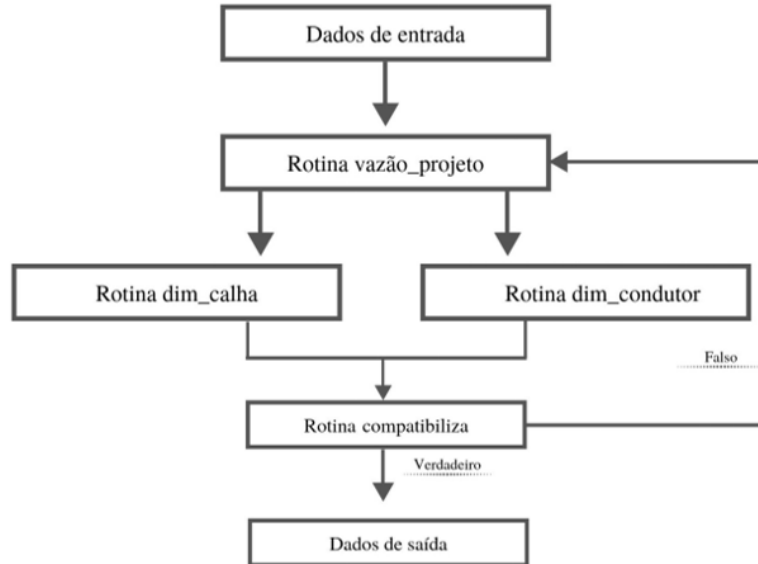 Dados de entrada
Rotina vazão_projeto
Rotina dim_calha
Rotina dim_condutor
Falso
Rotina compatibiliza
Verdadeiro
Dados de saída